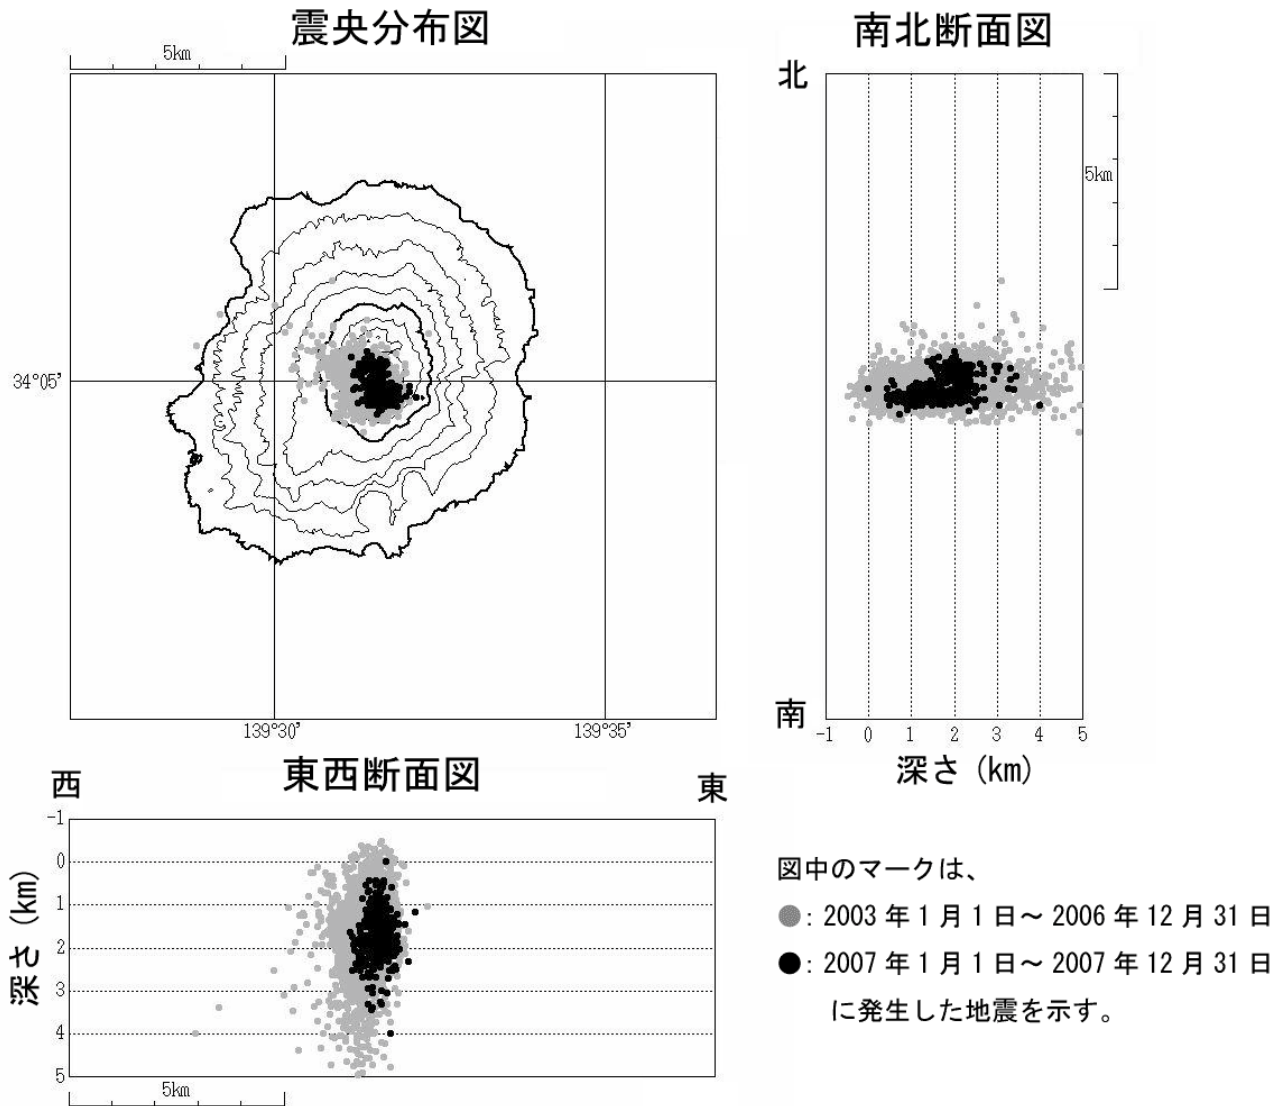 震央分布図
5km
34°05’
139°30’
139°35’
南北断面図
北
5km
南
-1 0 1 2 3 4 5
深さ (km)
東西断面図
西
東
-1
0
1
2
3
4
5
深さ (km)
5km
図中のマークは、
●: 2003 年 1 月 1 日～ 2006 年 12 月 31 日
●: 2007 年 1 月 1 日～ 2007 年 12 月 31 日
に発生した地震を示す。